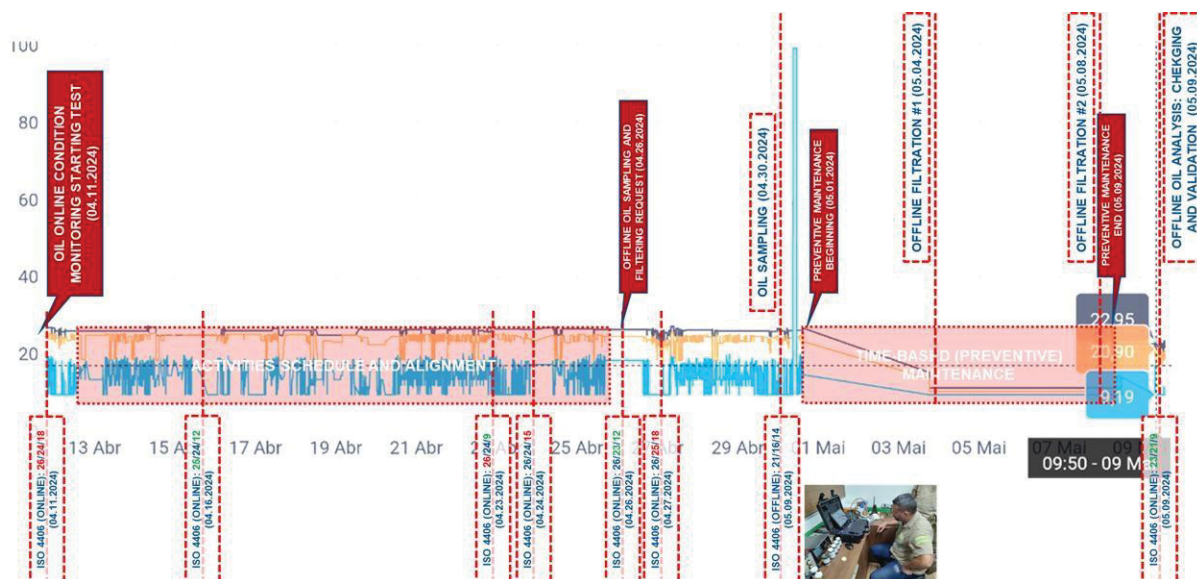 100
80
60
40
20
OIL ONLINE CONDITION
MONITORING STARTING TEST
(04.11.2024)
OFFLINE OIL SAMPLING AND
FILTERING REQUEST (04.26.2024)
OIL SAMPLING (04.30.2024)
PREVENTIVE MAINTENANCE
BEGINNING (05.01.2024)
OFFLINE FILTRATION #1 (05.04.2024)
OFFLINE FILTRATION #2 (05.08.2024)
PREVENTIVE MAINTENANCE
END (05.09.2024)
OFFLINE OIL ANALYSIS: CHEKGING
AND VALIDATION (05.09.2024)
ACTIVITIES SCHEDULE AND ALIGNMENT
TIME-BASED (PREVENTIVE)
MAINTENANCE
22.95
20.90
9.19
13 Abr
17 Abr
19 Abr
21 Abr
25 Abr
29 Abr
01 Mai
03 Mai
05 Mai
07 Mai
09:50 - 09
ISO 4406 (ONLINE): 26/24/18
(04.11.2024)
ISO 4406 (ONLINE): 25/24/12
(04.16.2024)
ISO 4406 (ONLINE): 26/24/9
(04.23.2024)
ISO 4406 (ONLINE): 26/24/15
(04.24.2024)
ISO 4406 (ONLINE): 26/23/12
(04.26.2024)
ISO 4406 (ONLINE): 26/25/18
(04.27.2024)
ISO 4406 (OFFLINE): 21/16/14
(05.09.2024)
ISO 4406 (ONLINE): 23/21/9
(05.09.2024)